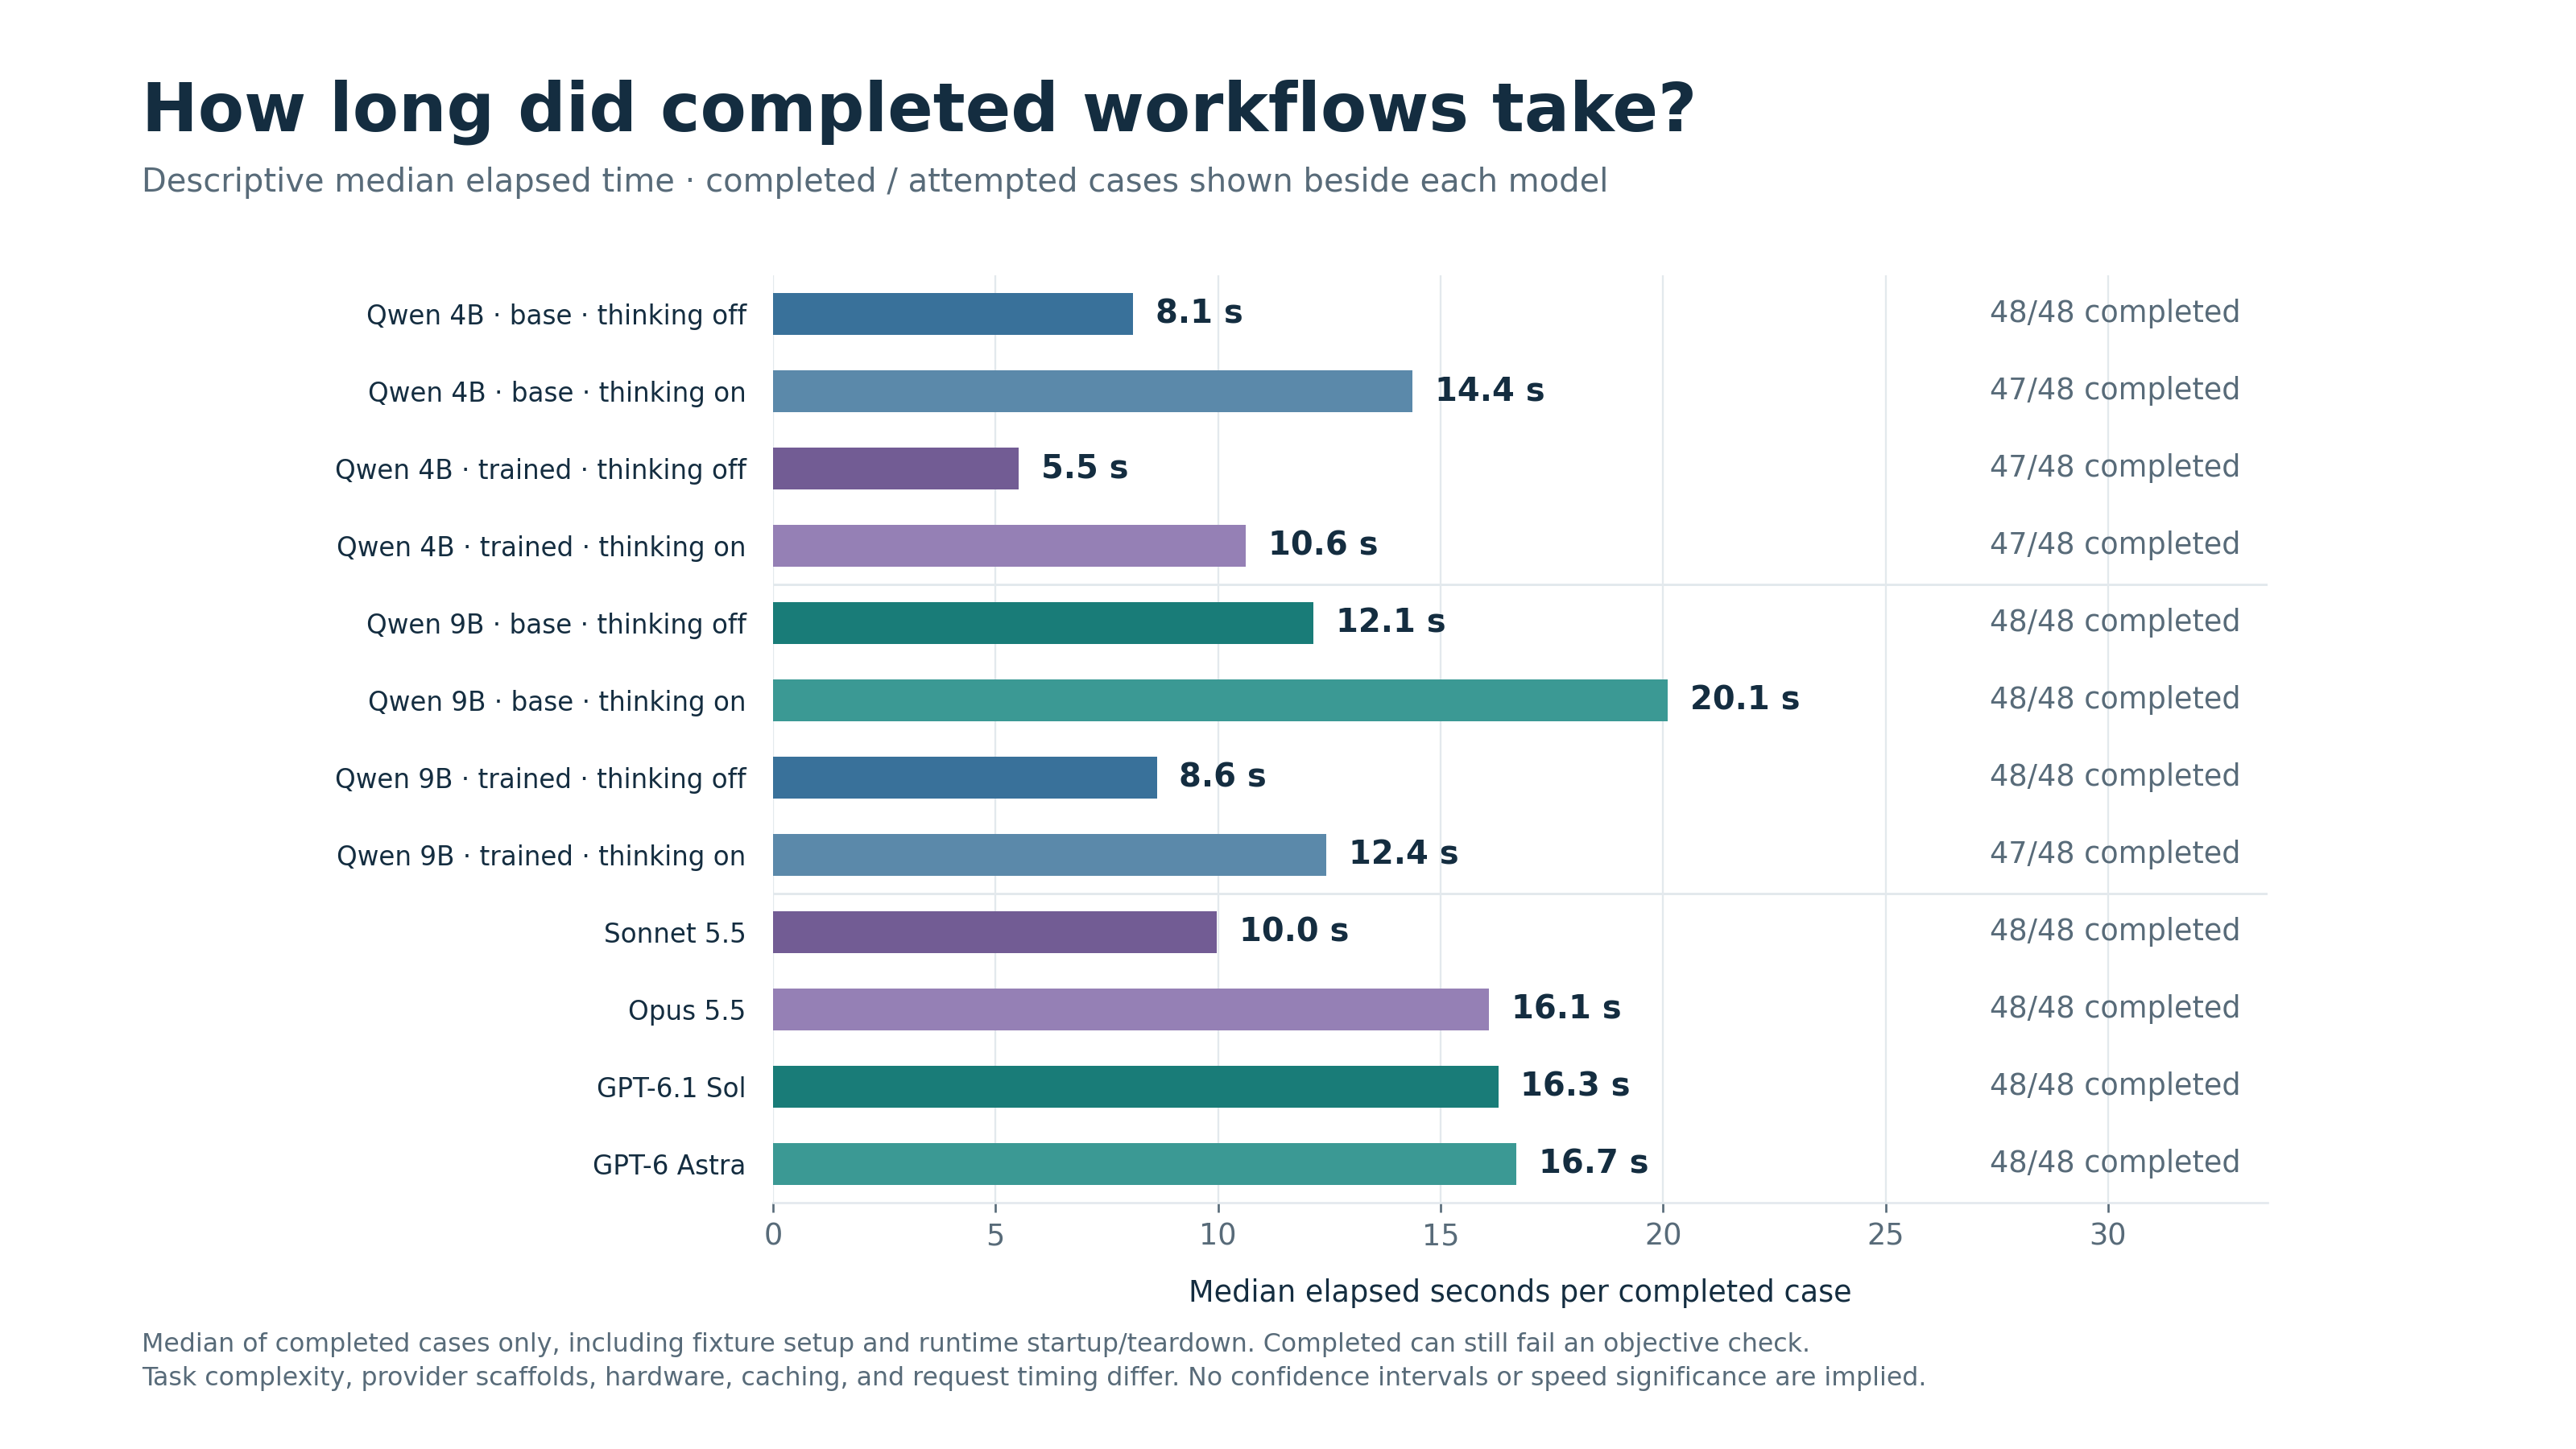 How long did completed workflows take?
Descriptive median elapsed time · completed / attempted cases shown beside each model
Qwen 4B · base · thinking off 8.1 s 48/48 completed
Qwen 4B · base · thinking on 14.4 s 47/48 completed
Qwen 4B · trained · thinking off 5.5 s 47/48 completed
Qwen 4B · trained · thinking on 10.6 s 47/48 completed
Qwen 9B · base · thinking off 12.1 s 48/48 completed
Qwen 9B · base · thinking on 20.1 s 48/48 completed
Qwen 9B · trained · thinking off 8.6 s 48/48 completed
Qwen 9B · trained · thinking on 12.4 s 47/48 completed
Sonnet 5.5 10.0 s 48/48 completed
Opus 5.5 16.1 s 48/48 completed
GPT-6.1 Sol 16.3 s 48/48 completed
GPT-6 Astra 16.7 s 48/48 completed
0 5 10 15 20 25 30
Median elapsed seconds per completed case
Median of completed cases only, including fixture setup and runtime startup/teardown. Completed can still fail an objective check.
Task complexity, provider scaffolds, hardware, caching, and request timing differ. No confidence intervals or speed significance are implied.